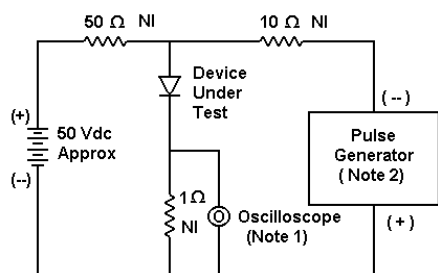 50 Ω NI
10 Ω NI
Device
Under
Test
(+)
50 Vdc
Approx
(--)
(--)
Pulse
Generator
( Note 2)
(+)
1Ω
NI
Oscilloscope
(Note 1)